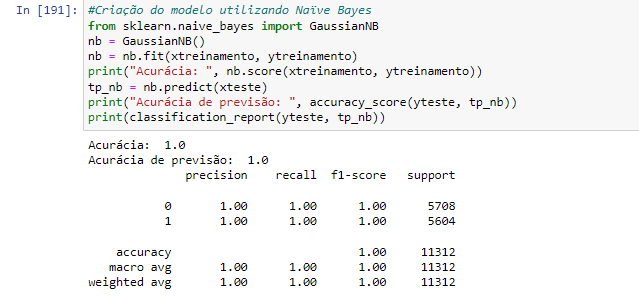 In [191]: #Criação do modelo utilizando Naïve Bayes
from sklearn.naive_bayes import GaussianNB
nb = GaussianNB()
nb = nb.fit(xtreinamento, ytreinamento)
print("Acurácia: ", nb.score(xtreinamento, ytreinamento))
tp_nb = nb.predict(xteste)
print("Acurácia de previsão: ", accuracy_score(yteste, tp_nb))
print(classification_report(yteste, tp_nb))
Acurácia:  1.0
Acurácia de previsão:  1.0
precision recall f1-score support
0 1.00 1.00 1.00 5708
1 1.00 1.00 1.00 5604
accuracy 1.00 11312
macro avg 1.00 1.00 1.00 11312
weighted avg 1.00 1.00 1.00 11312